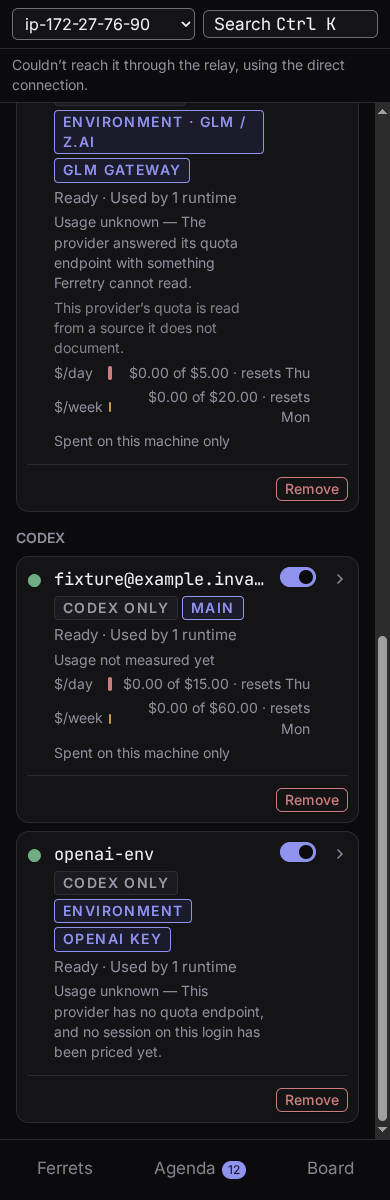 ip-172-27-76-90
Search Ctrl K
Couldn’t reach it through the relay, using the direct
connection.
ENVIRONMENT · GLM /
Z.AI
GLM GATEWAY
Ready · Used by 1 runtime
Usage unknown — The
provider answered its quota
endpoint with something
Ferretry cannot read.
This provider’s quota is read
from a source it does not
document.
$/day $0.00 of $5.00 · resets Thu
$/week $0.00 of $20.00 · resets
Mon
Spent on this machine only
Remove
CODEX
fixture@example.inva…
CODEX ONLY MAIN
Ready · Used by 1 runtime
Usage not measured yet
$/day $0.00 of $15.00 · resets Thu
$/week $0.00 of $60.00 · resets
Mon
Spent on this machine only
Remove
openai-env
CODEX ONLY
ENVIRONMENT
OPENAI KEY
Ready · Used by 1 runtime
Usage unknown — This
provider has no quota endpoint,
and no session on this login has
been priced yet.
Remove
Ferrets Agenda 12 Board